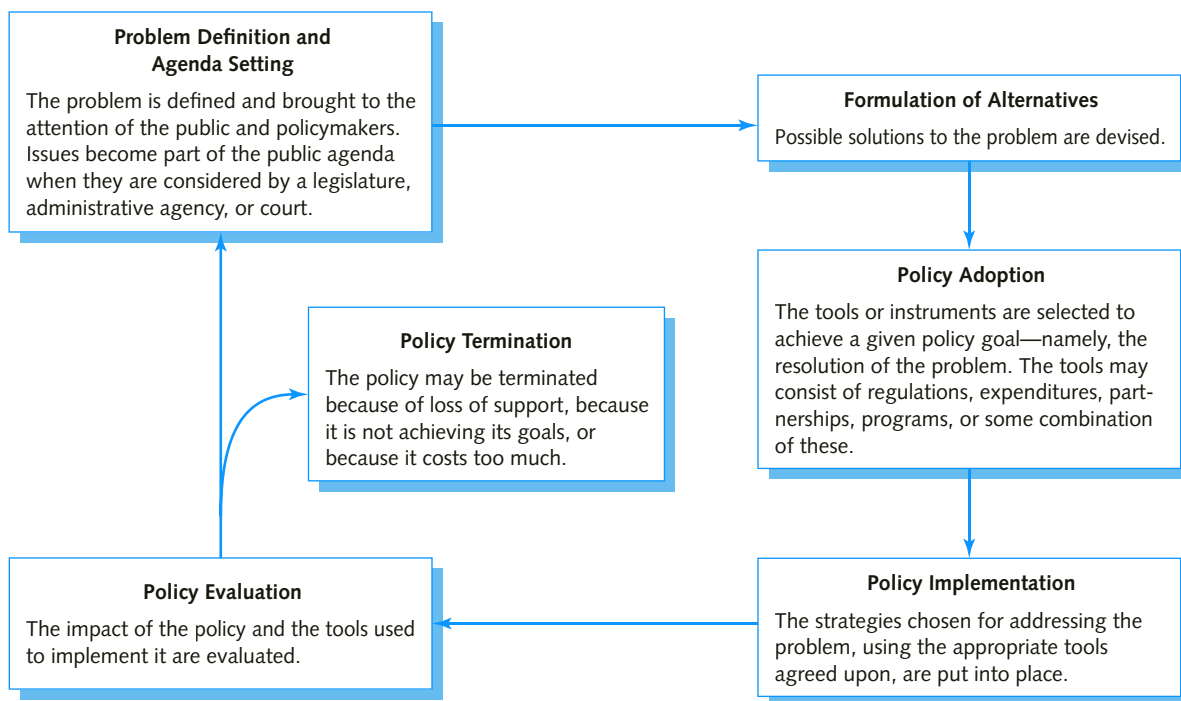 Problem Definition and
Agenda Setting
The problem is defined and brought to the
attention of the public and policymakers.
Issues become part of the public agenda
when they are considered by a legislature,
administrative agency, or court.
Formulation of Alternatives
Possible solutions to the problem are devised.
Policy Adoption
The tools or instruments are selected to
achieve a given policy goal—namely, the
resolution of the problem. The tools may
consist of regulations, expenditures, part-
nerships, programs, or some combination
of these.
Policy Termination
The policy may be terminated
because of loss of support, because
it is not achieving its goals, or
because it costs too much.
Policy Evaluation
The impact of the policy and the tools used
to implement it are evaluated.
Policy Implementation
The strategies chosen for addressing the
problem, using the appropriate tools
agreed upon, are put into place.